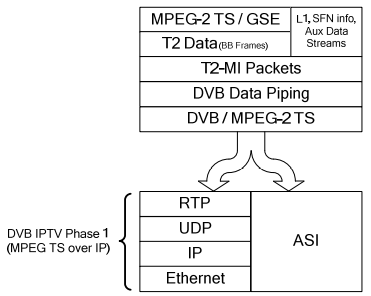 MPEG-2 TS / GSE
L1, SFN info,
Aux Data
Streams
T2 Data (BB Frames)
T2-MI Packets
DVB Data Piping
DVB / MPEG-2 TS
DVB IPTV Phase 1
(MPEG TS over IP)
RTP
UDP
IP
Ethernet
ASI